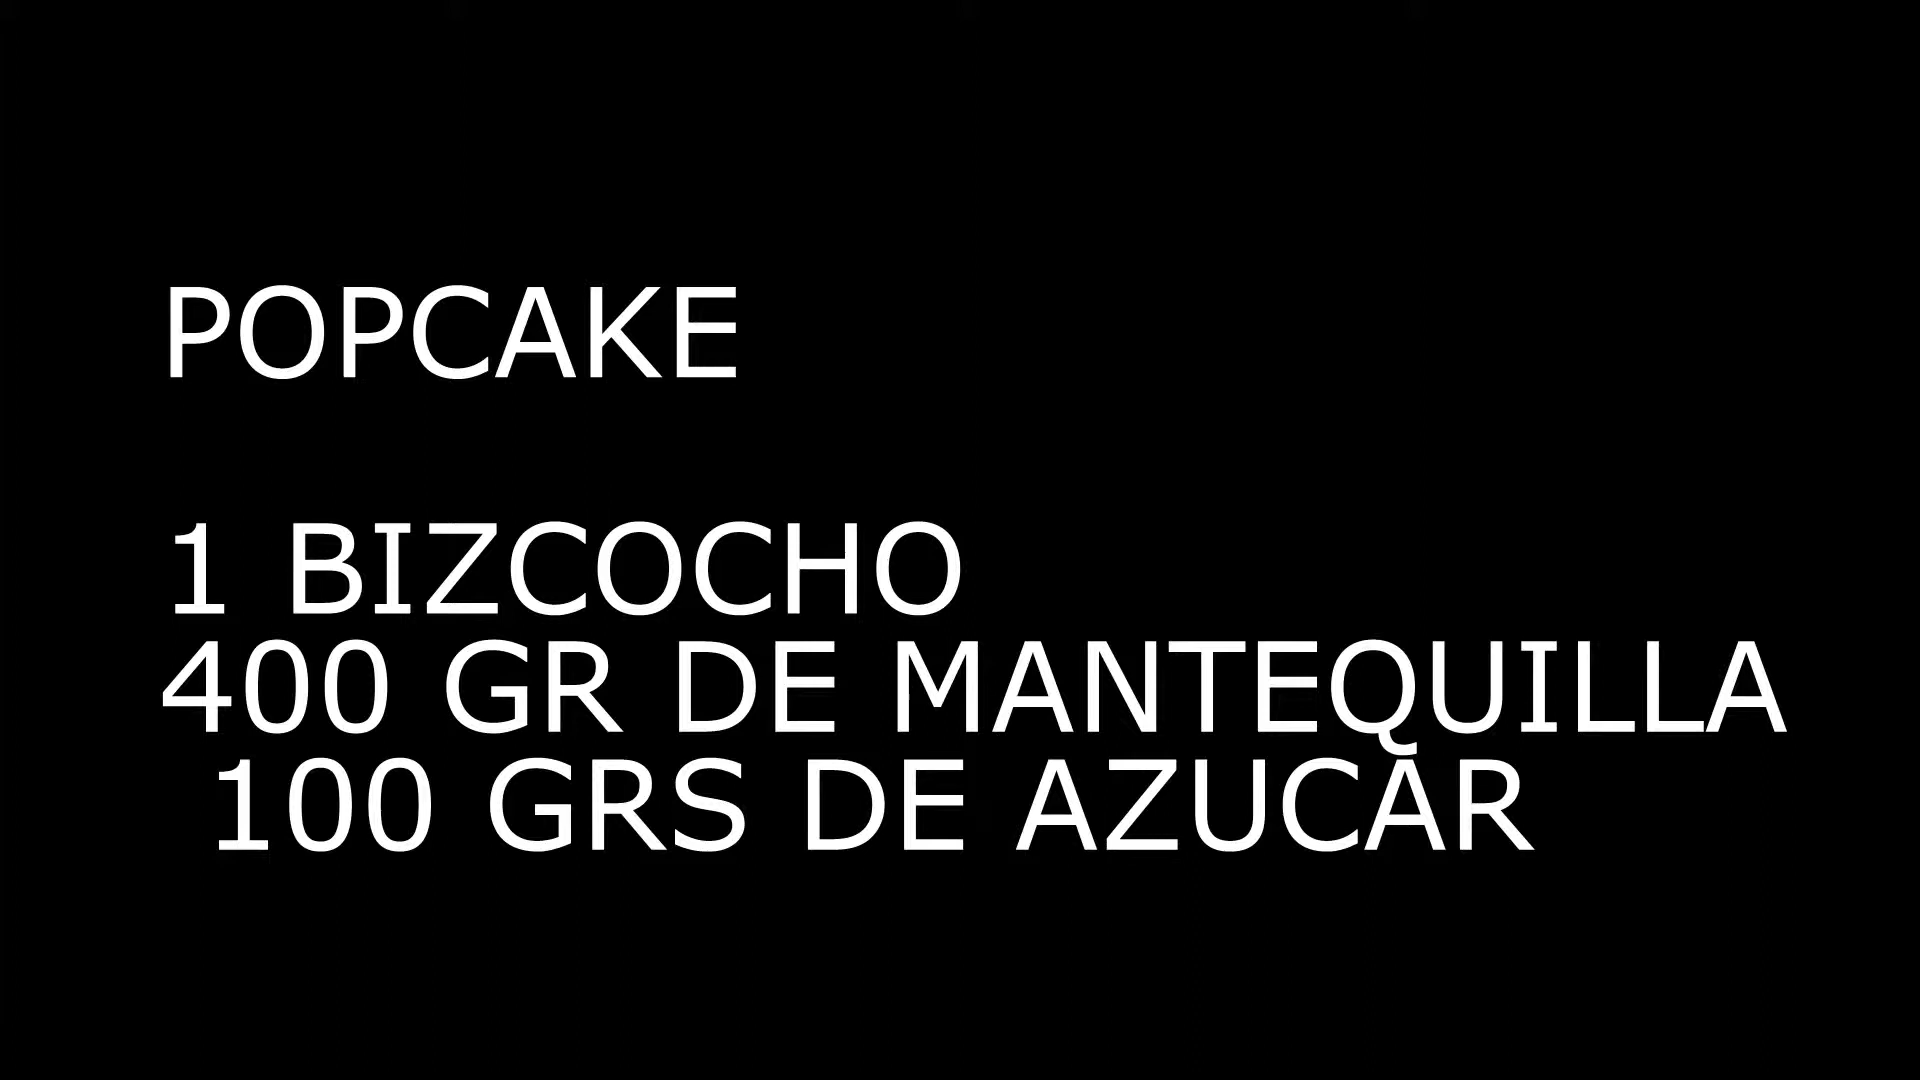 POPCAKE
1 BIZCOCHO
400 GR DE MANTEQUILLA
100 GRS DE AZUCAR